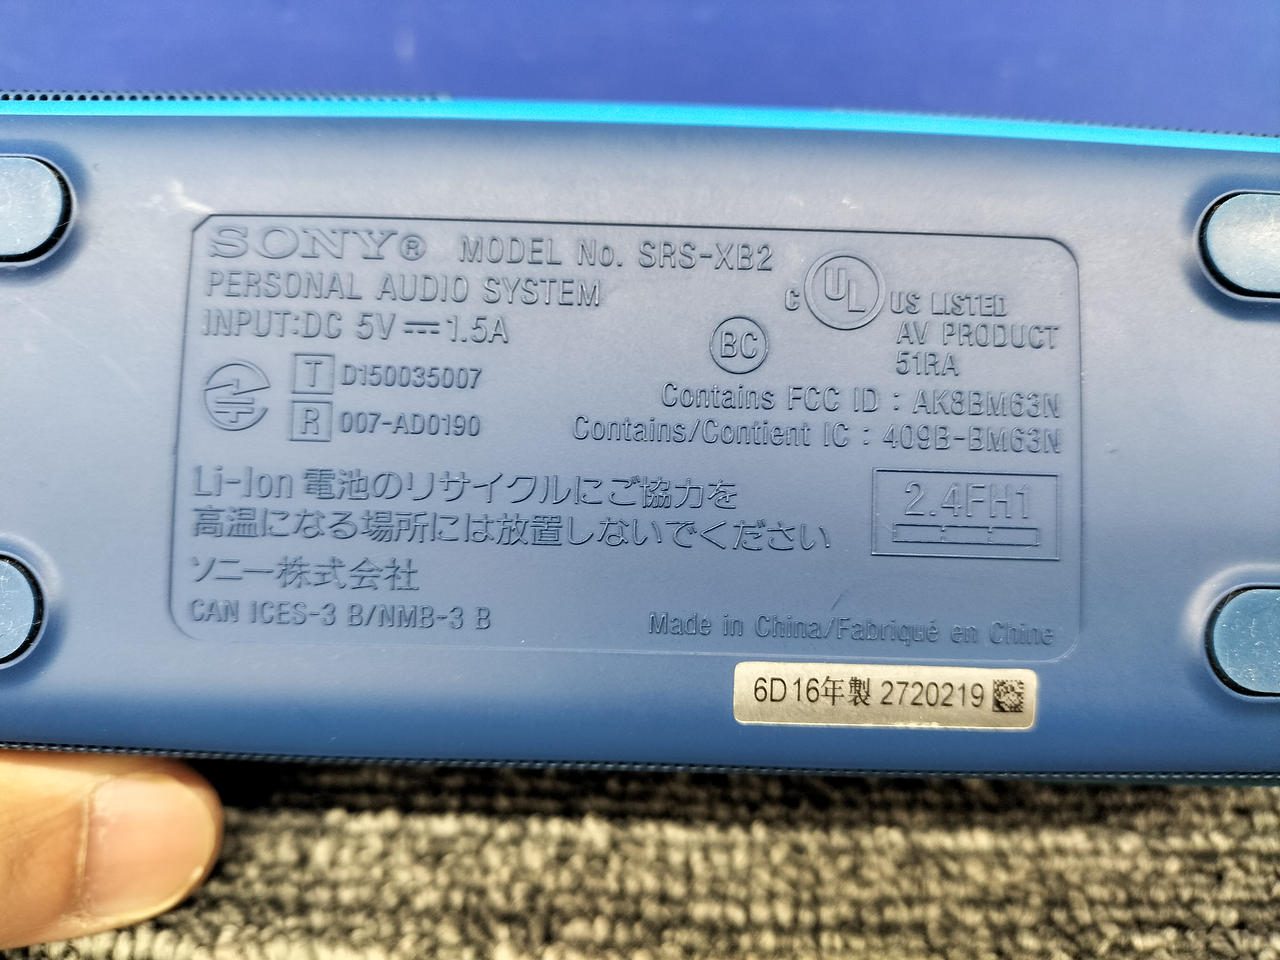 SONY® MODEL No. SRS-XB2
PERSONAL AUDIO SYSTEM
INPUT:DC 5V ⎓ 1.5A
C UL US LISTED
AV PRODUCT
51RA
BC
T D150035007
R 007-AD0190
Contains FCC ID : AK8BM63N
Contains/Contient IC : 409B-BM63N
Li-Ion 電池のリサイクルにご協力を
高温になる場所には放置しないでください
2.4FH1
ソニー株式会社
CAN ICES-3 B/NMB-3 B
Made in China/Fabriqué en Chine
6D 16年製 2720219